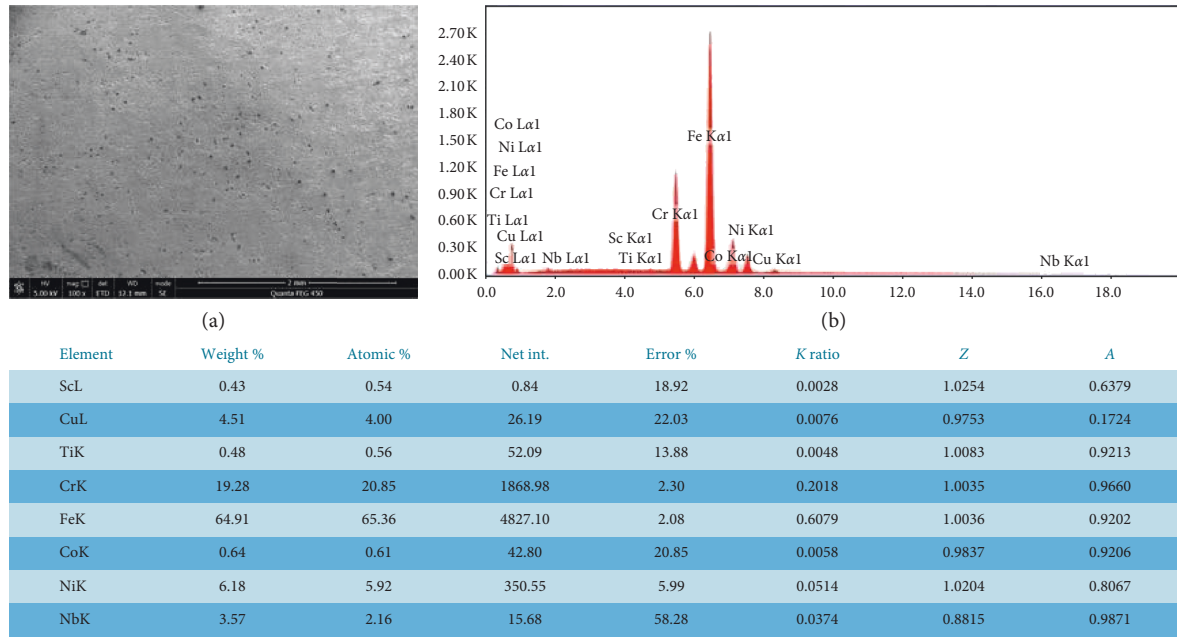 HV mag det WD mode 2 mm
5.00 kV 100 x ETD 12.1 mm SE Quanta FEG 450
(a)
2.70 K
2.40 K
2.10 K
1.80 K
1.50 K
1.20 K
0.90 K
0.60 K
0.30 K
0.00 K
Co Lα1
Ni Lα1
Fe Lα1
Cr Lα1
Ti Lα1
Cu Lα1
Sc Lα1
Nb Lα1
Sc Kα1
Ti Kα1
Cr Kα1
Fe Kα1
Co Kα1
Ni Kα1
Cu Kα1
Nb Kα1
0.0 2.0 4.0 6.0 8.0 10.0 12.0 14.0 16.0 18.0
(b)
Element Weight % Atomic % Net int. Error % K ratio Z A
ScL 0.43 0.54 0.84 18.92 0.0028 1.0254 0.6379
CuL 4.51 4.00 26.19 22.03 0.0076 0.9753 0.1724
TiK 0.48 0.56 52.09 13.88 0.0048 1.0083 0.9213
CrK 19.28 20.85 1868.98 2.30 0.2018 1.0035 0.9660
FeK 64.91 65.36 4827.10 2.08 0.6079 1.0036 0.9202
CoK 0.64 0.61 42.80 20.85 0.0058 0.9837 0.9206
NiK 6.18 5.92 350.55 5.99 0.0514 1.0204 0.8067
NbK 3.57 2.16 15.68 58.28 0.0374 0.8815 0.9871